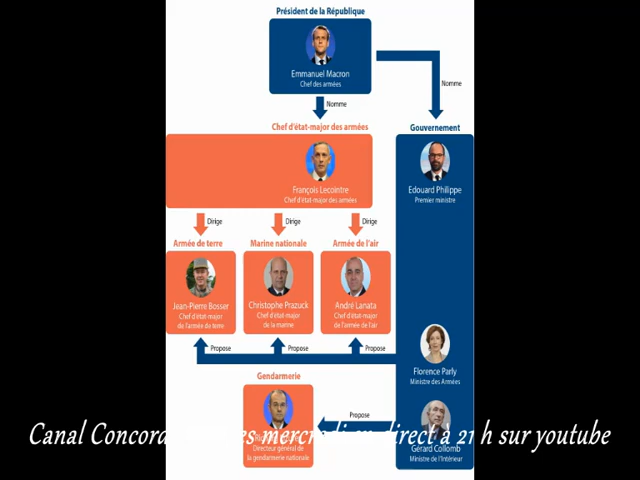 Président de la République
Emmanuel Macron
Chef des armées
Nomme
Nomme
Chef d'état-major des armées
Gouvernement
François Lecointre
Chef d'état-major des armées
Edouard Philippe
Premier ministre
Dirige
Dirige
Dirige
Armée de terre
Marine nationale
Armée de l'air
Jean-Pierre Bosser
Chef d'état-major
de l'armée de terre
Christophe Prazuck
Chef d'état-major
de la marine
André Lanata
Chef d'état-major
de l'armée de l'air
Propose
Propose
Propose
Florence Parly
Ministre des Armées
Gendarmerie
Propose
Canal direct à 21 h sur youtube
Directeur général de
la gendarmerie nationale
Gérard Collomb
Ministre de l'Intérieur